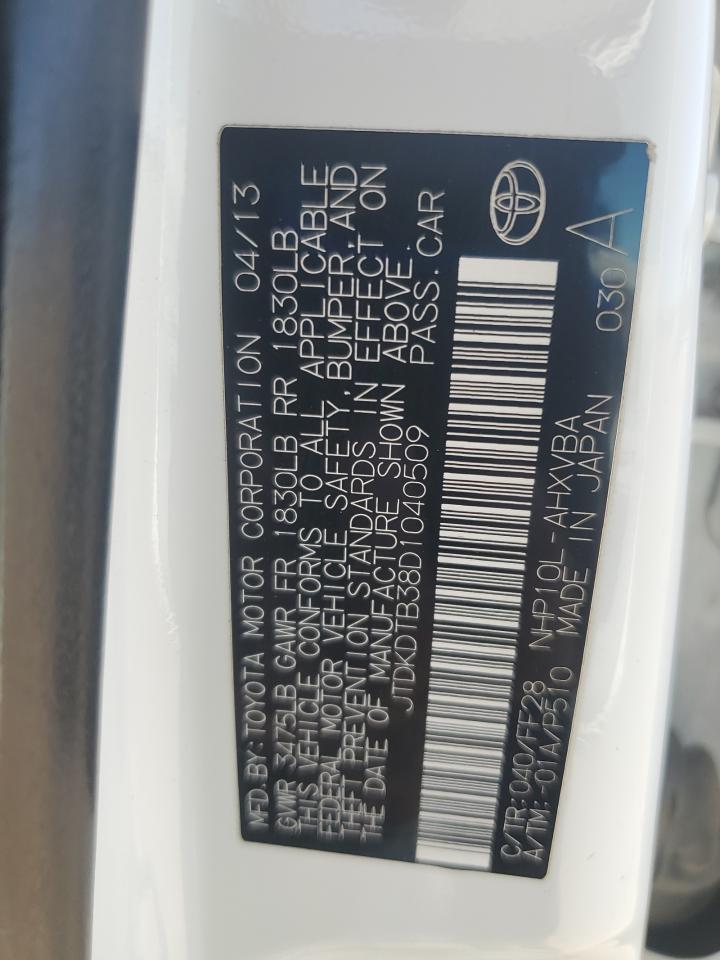 MFD.BY:TOYOTA MOTOR CORPORATION 04/13
GVWR 3475LB GAWR FR 1830LB RR 1830LB
THIS VEHICLE CONFORMS TO ALL APPLICABLE
FEDERAL MOTOR VEHICLE SAFETY,BUMPER,AND
THEFT PREVENTION STANDARDS IN EFFECT ON
THE DATE OF MANUFACTURE SHOWN ABOVE.
JTDKDTB38D1040509 PASS.CAR
C/TR:040/FF28 NHP10L-AHXVBA
A/TM:-01A/P510 MADE IN JAPAN 030 A